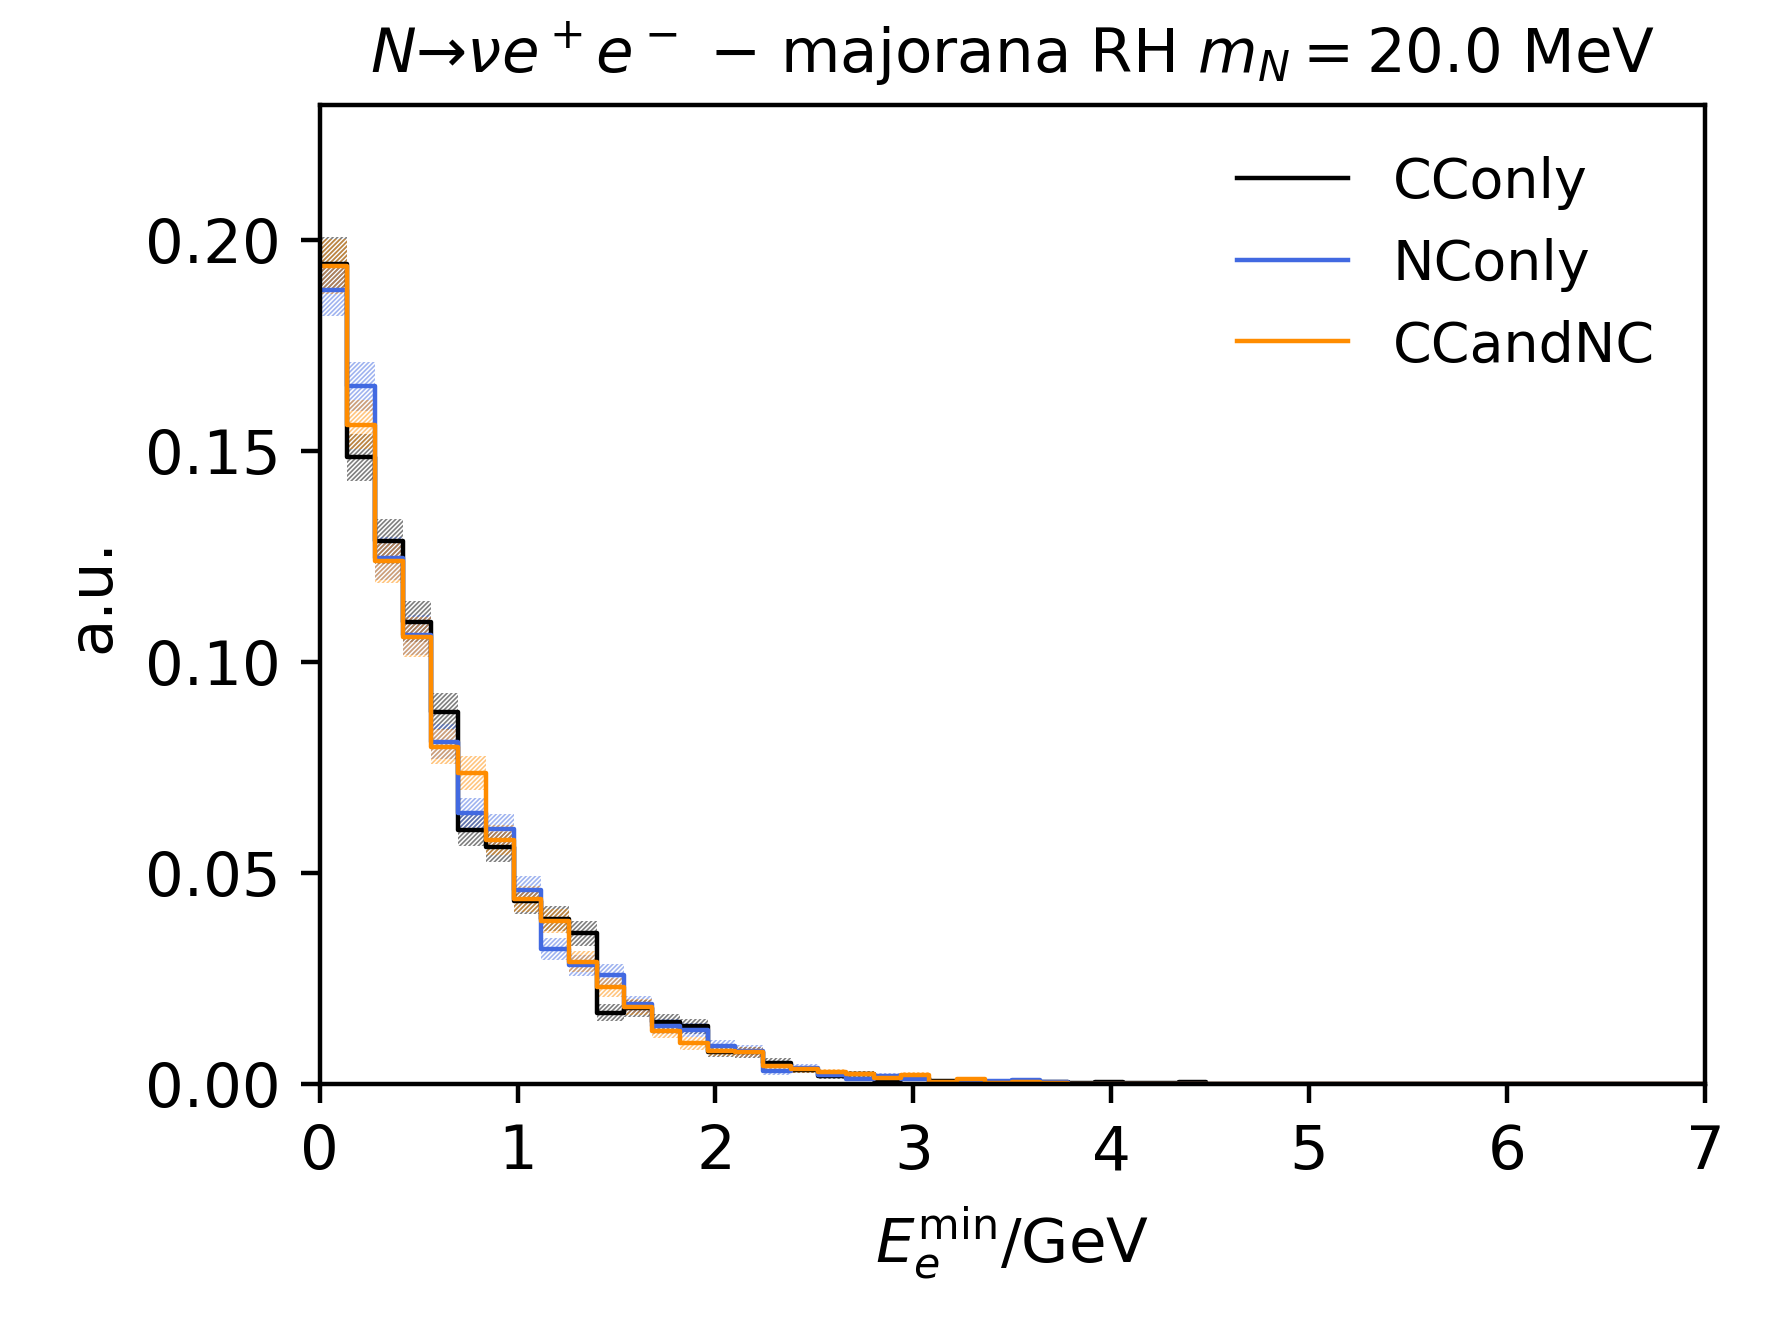 N→νe⁺e⁻ − majorana RH m_N = 20.0 MeV
CConly
NConly
CCandNC
0.20
0.15
0.10
0.05
0.00
a.u.
0 1 2 3 4 5 6 7
E_e^min/GeV